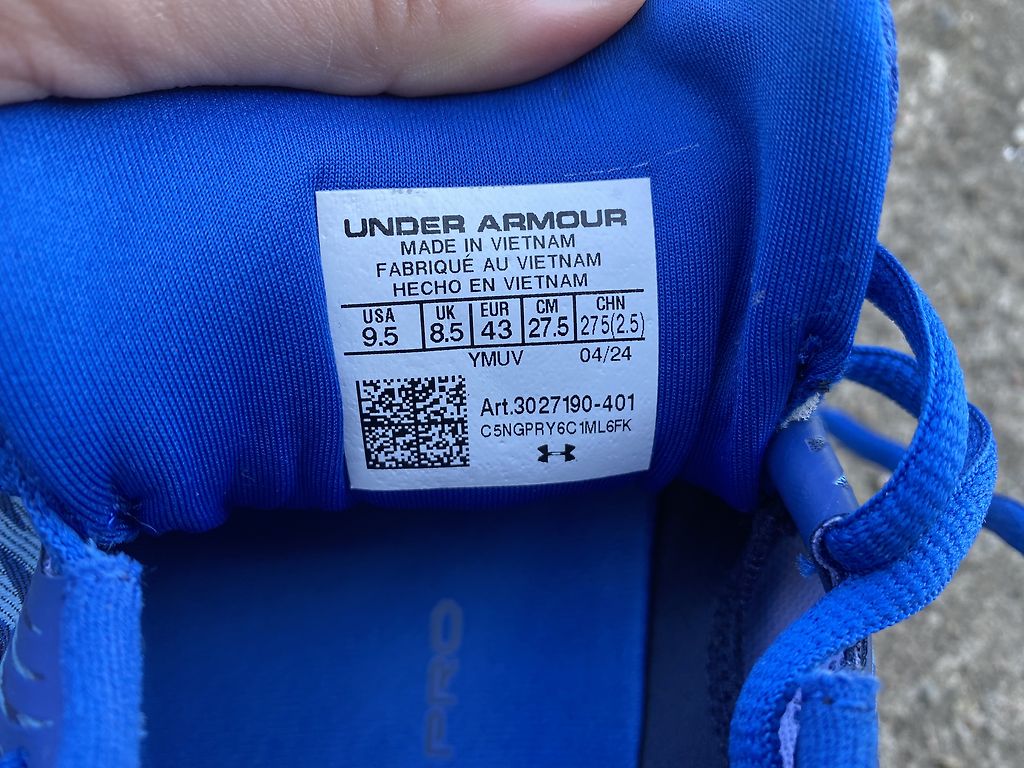 UNDER ARMOUR
MADE IN VIETNAM
FABRIQUÉ AU VIETNAM
HECHO EN VIETNAM
USA UK EUR CM CHN
9.5 8.5 43 27.5 275(2.5)
YMUV 04/24
Art.3027190-401
C5NGPRY6C1ML6FK
PRO